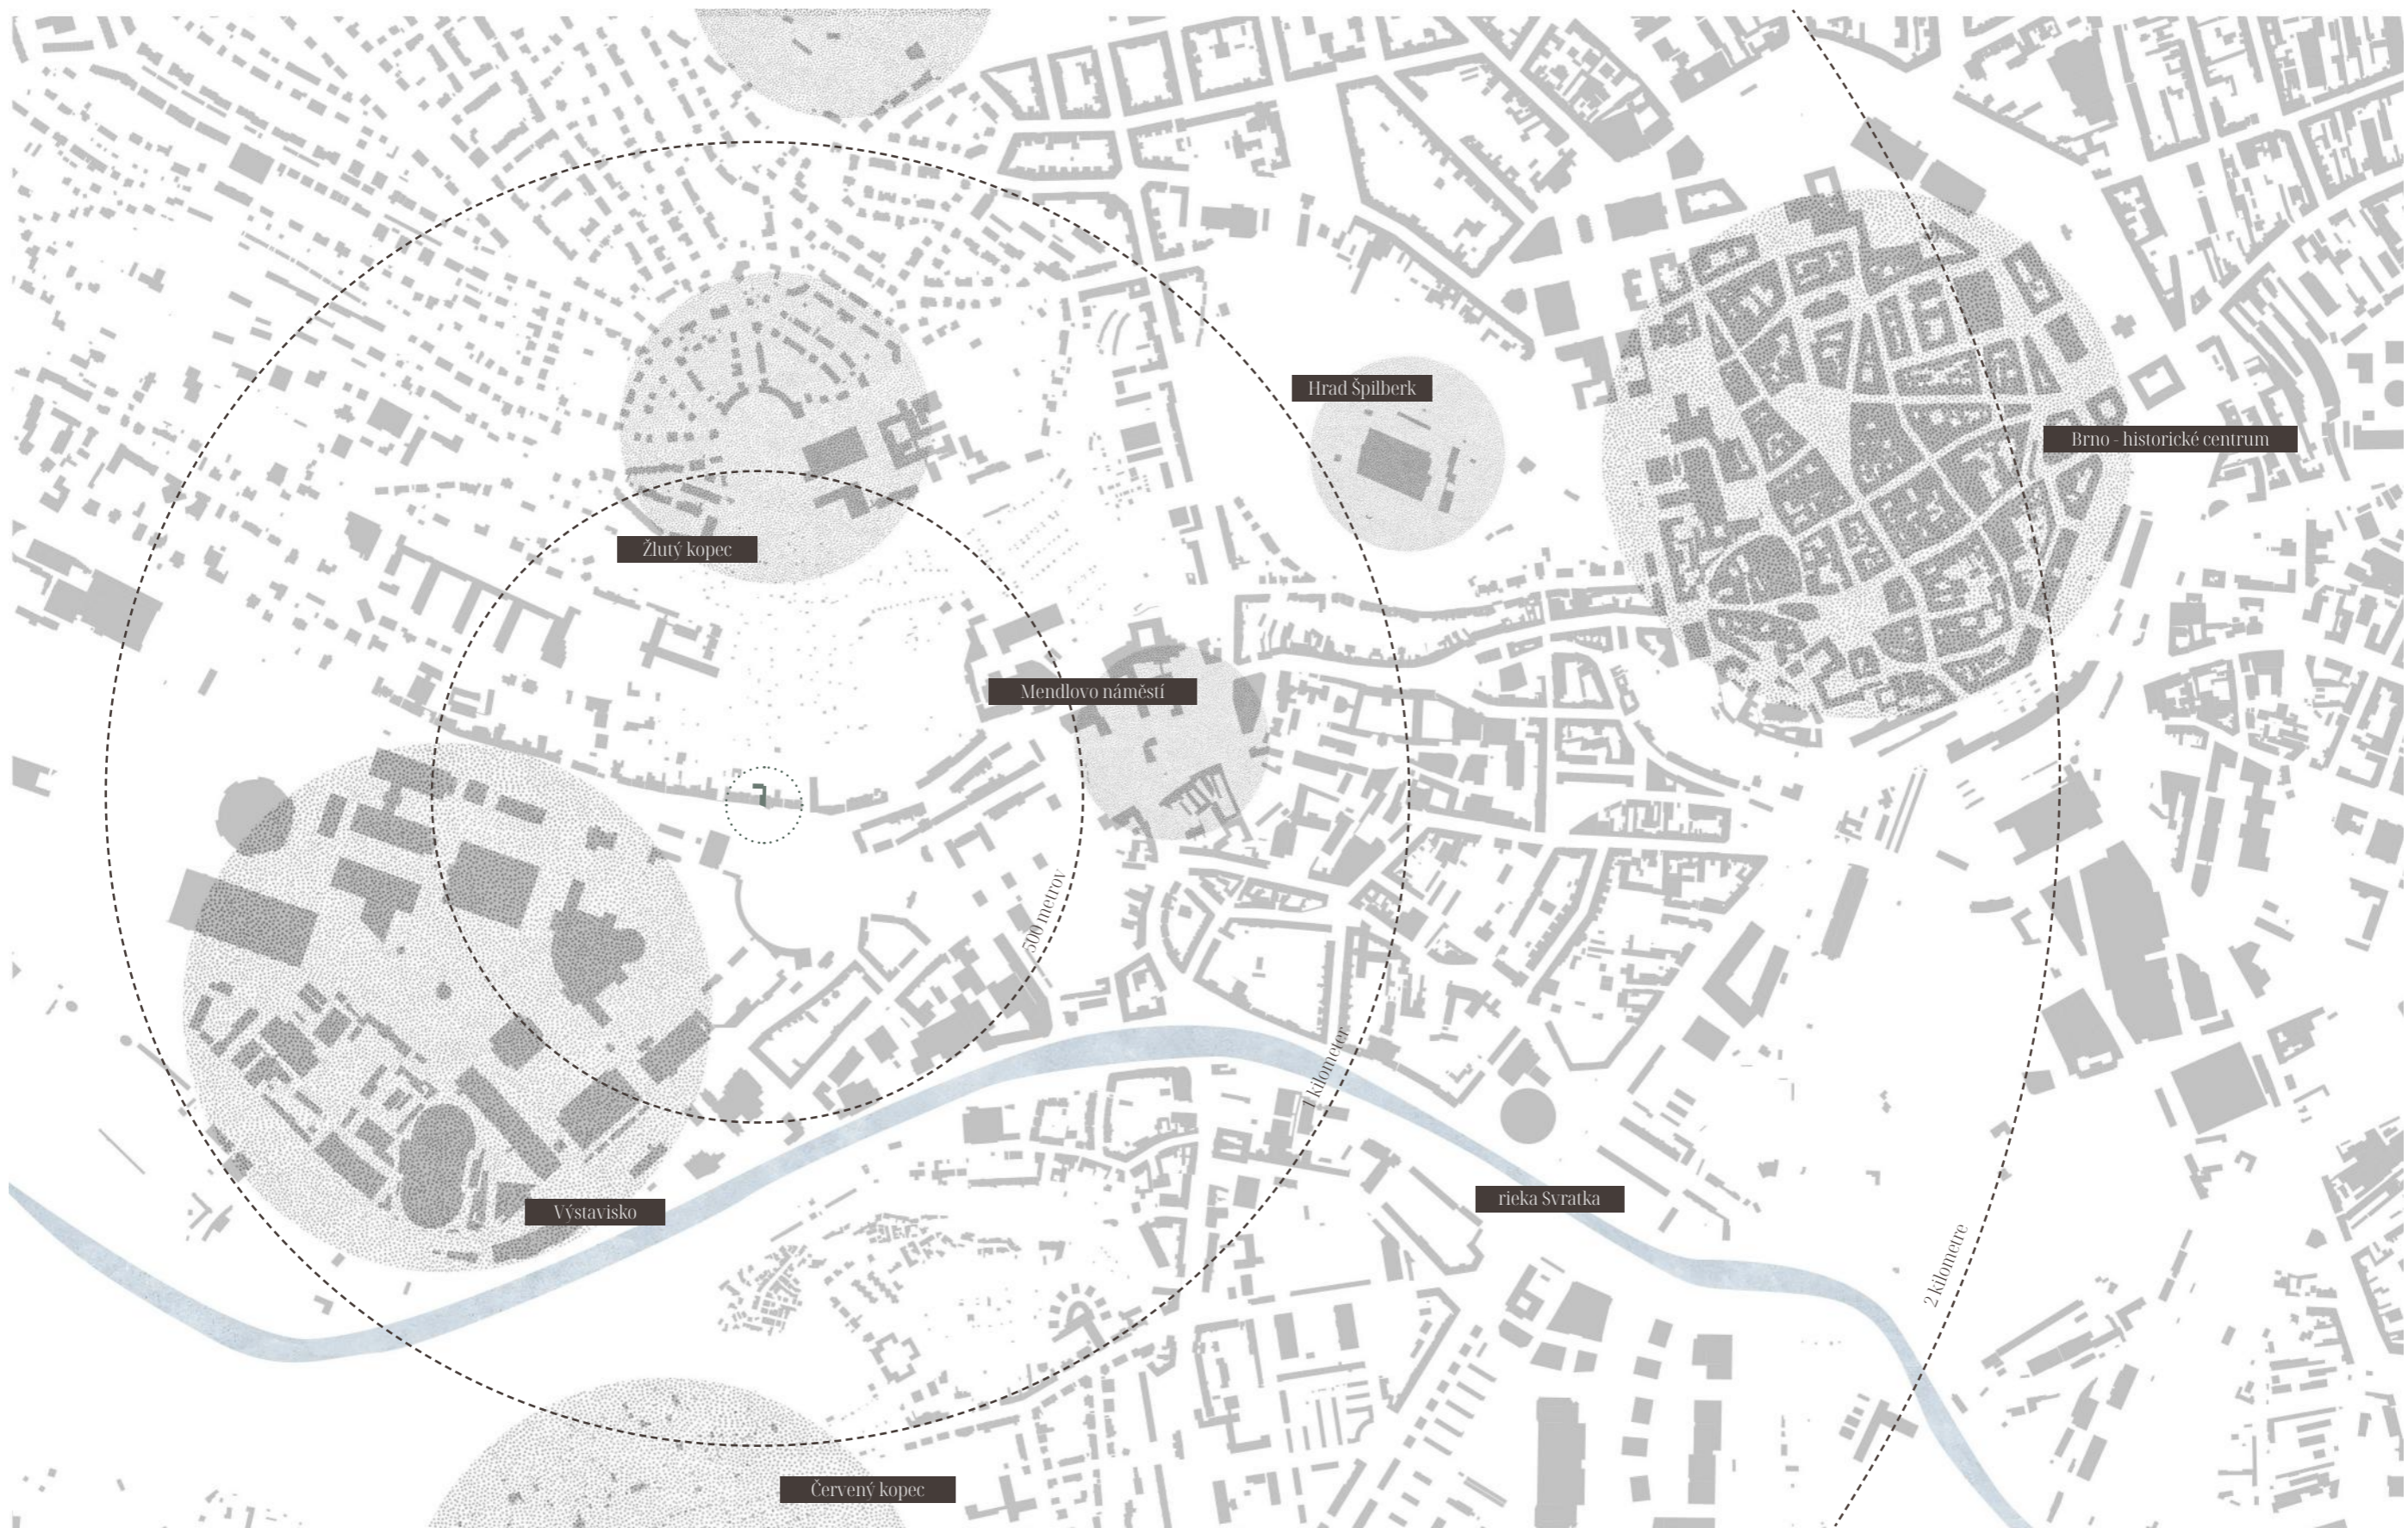 Hrad Špilberk
Brno - historické centrum
Žlutý kopec
Mendlovo náměstí
500 metrov
1 kilometer
rieka Svratka
Výstavisko
2 kilometre
Červený kopec